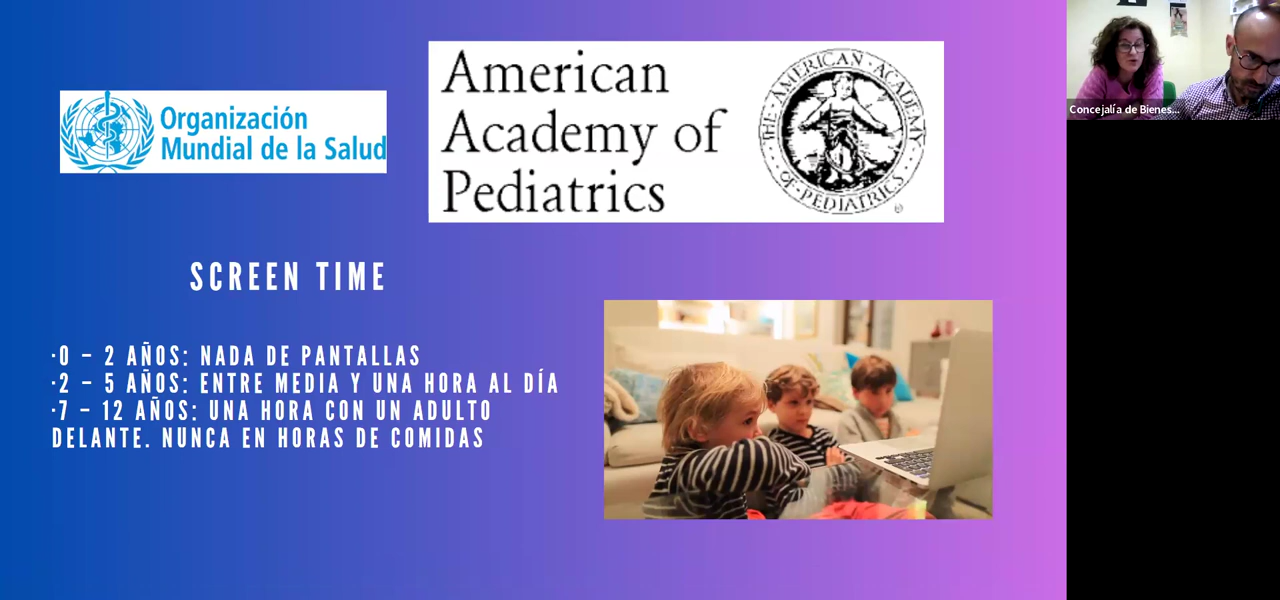 Organización
Mundial de la Salud
American
Academy of
Pediatrics
THE · AMERICAN · ACADEMY · OF · PEDIATRICS ·
®
SCREEN TIME
·0 – 2 AÑOS: NADA DE PANTALLAS
·2 – 5 AÑOS: ENTRE MEDIA Y UNA HORA AL DÍA
·7 – 12 AÑOS: UNA HORA CON UN ADULTO
DELANTE. NUNCA EN HORAS DE COMIDAS
Concejalía de Bienes...